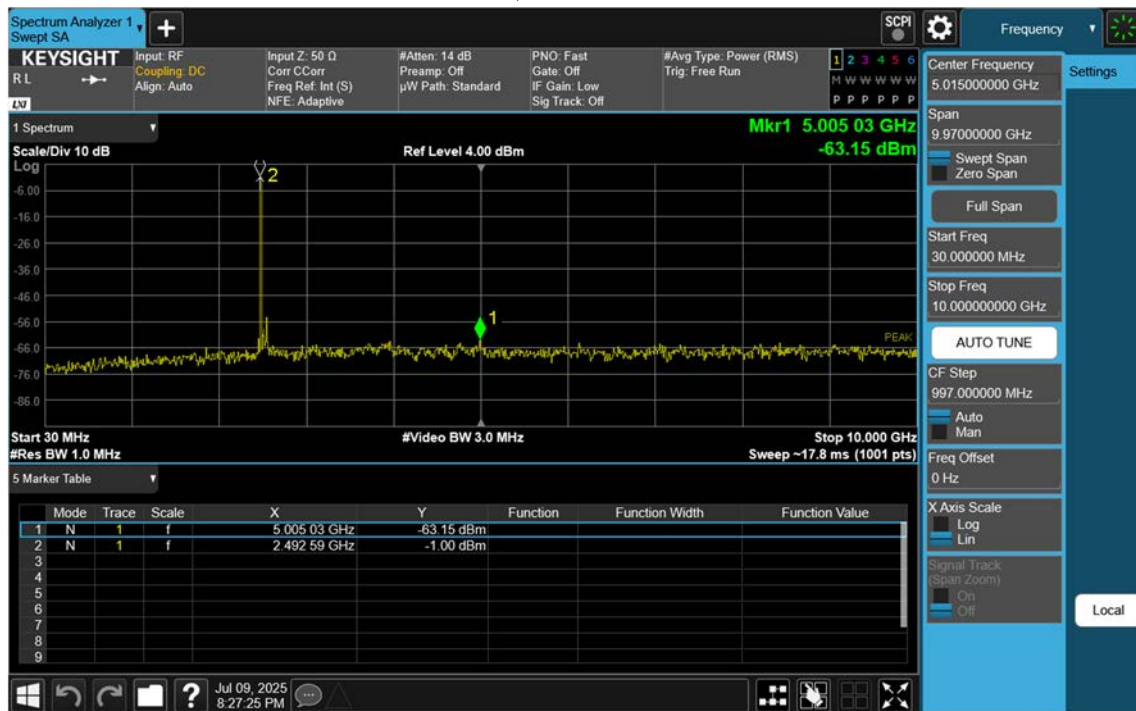 Spectrum Analyzer 1
Swept SA
SCPI
Frequency
KEYSIGHT
R L
LXI
Input: RF
Coupling: DC
Align: Auto
Input Z: 50 Ω
Corr CCorr
Freq Ref: Int (S)
NFE: Adaptive
#Atten: 14 dB
Preamp: Off
µW Path: Standard
PNO: Fast
Gate: Off
IF Gain: Low
Sig Track: Off
#Avg Type: Power (RMS)
Trig: Free Run
1 2 3 4 5 6
M W W W W W
P P P P P P
1 Spectrum
Mkr1 5.005 03 GHz
Scale/Div 10 dB
Ref Level 4.00 dBm
-63.15 dBm
Log
2
-6.00
-16.0
-26.0
-36.0
-46.0
-56.0
1
PEAK
-66.0
-76.0
-86.0
Start 30 MHz
#Video BW 3.0 MHz
Stop 10.000 GHz
#Res BW 1.0 MHz
Sweep ~17.8 ms (1001 pts)
5 Marker Table
Mode Trace Scale X Y Function Function Width Function Value
1 N 1 f 5.005 03 GHz -63.15 dBm
2 N 1 f 2.492 59 GHz -1.00 dBm
3
4
5
6
7
8
9
Center Frequency
5.015000000 GHz
Settings
Span
9.97000000 GHz
Swept Span
Zero Span
Full Span
Start Freq
30.000000 MHz
Stop Freq
10.000000000 GHz
AUTO TUNE
CF Step
997.000000 MHz
Auto
Man
Freq Offset
0 Hz
X Axis Scale
Log
Lin
Signal Track
(Span Zoom)
On
Off
Local
?
Jul 09, 2025
8:27:25 PM